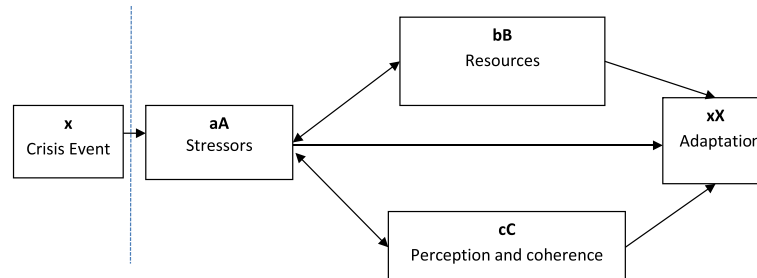 x
Crisis Event
aA
Stressors
bB
Resources
cC
Perception and coherence
xX
Adaptation